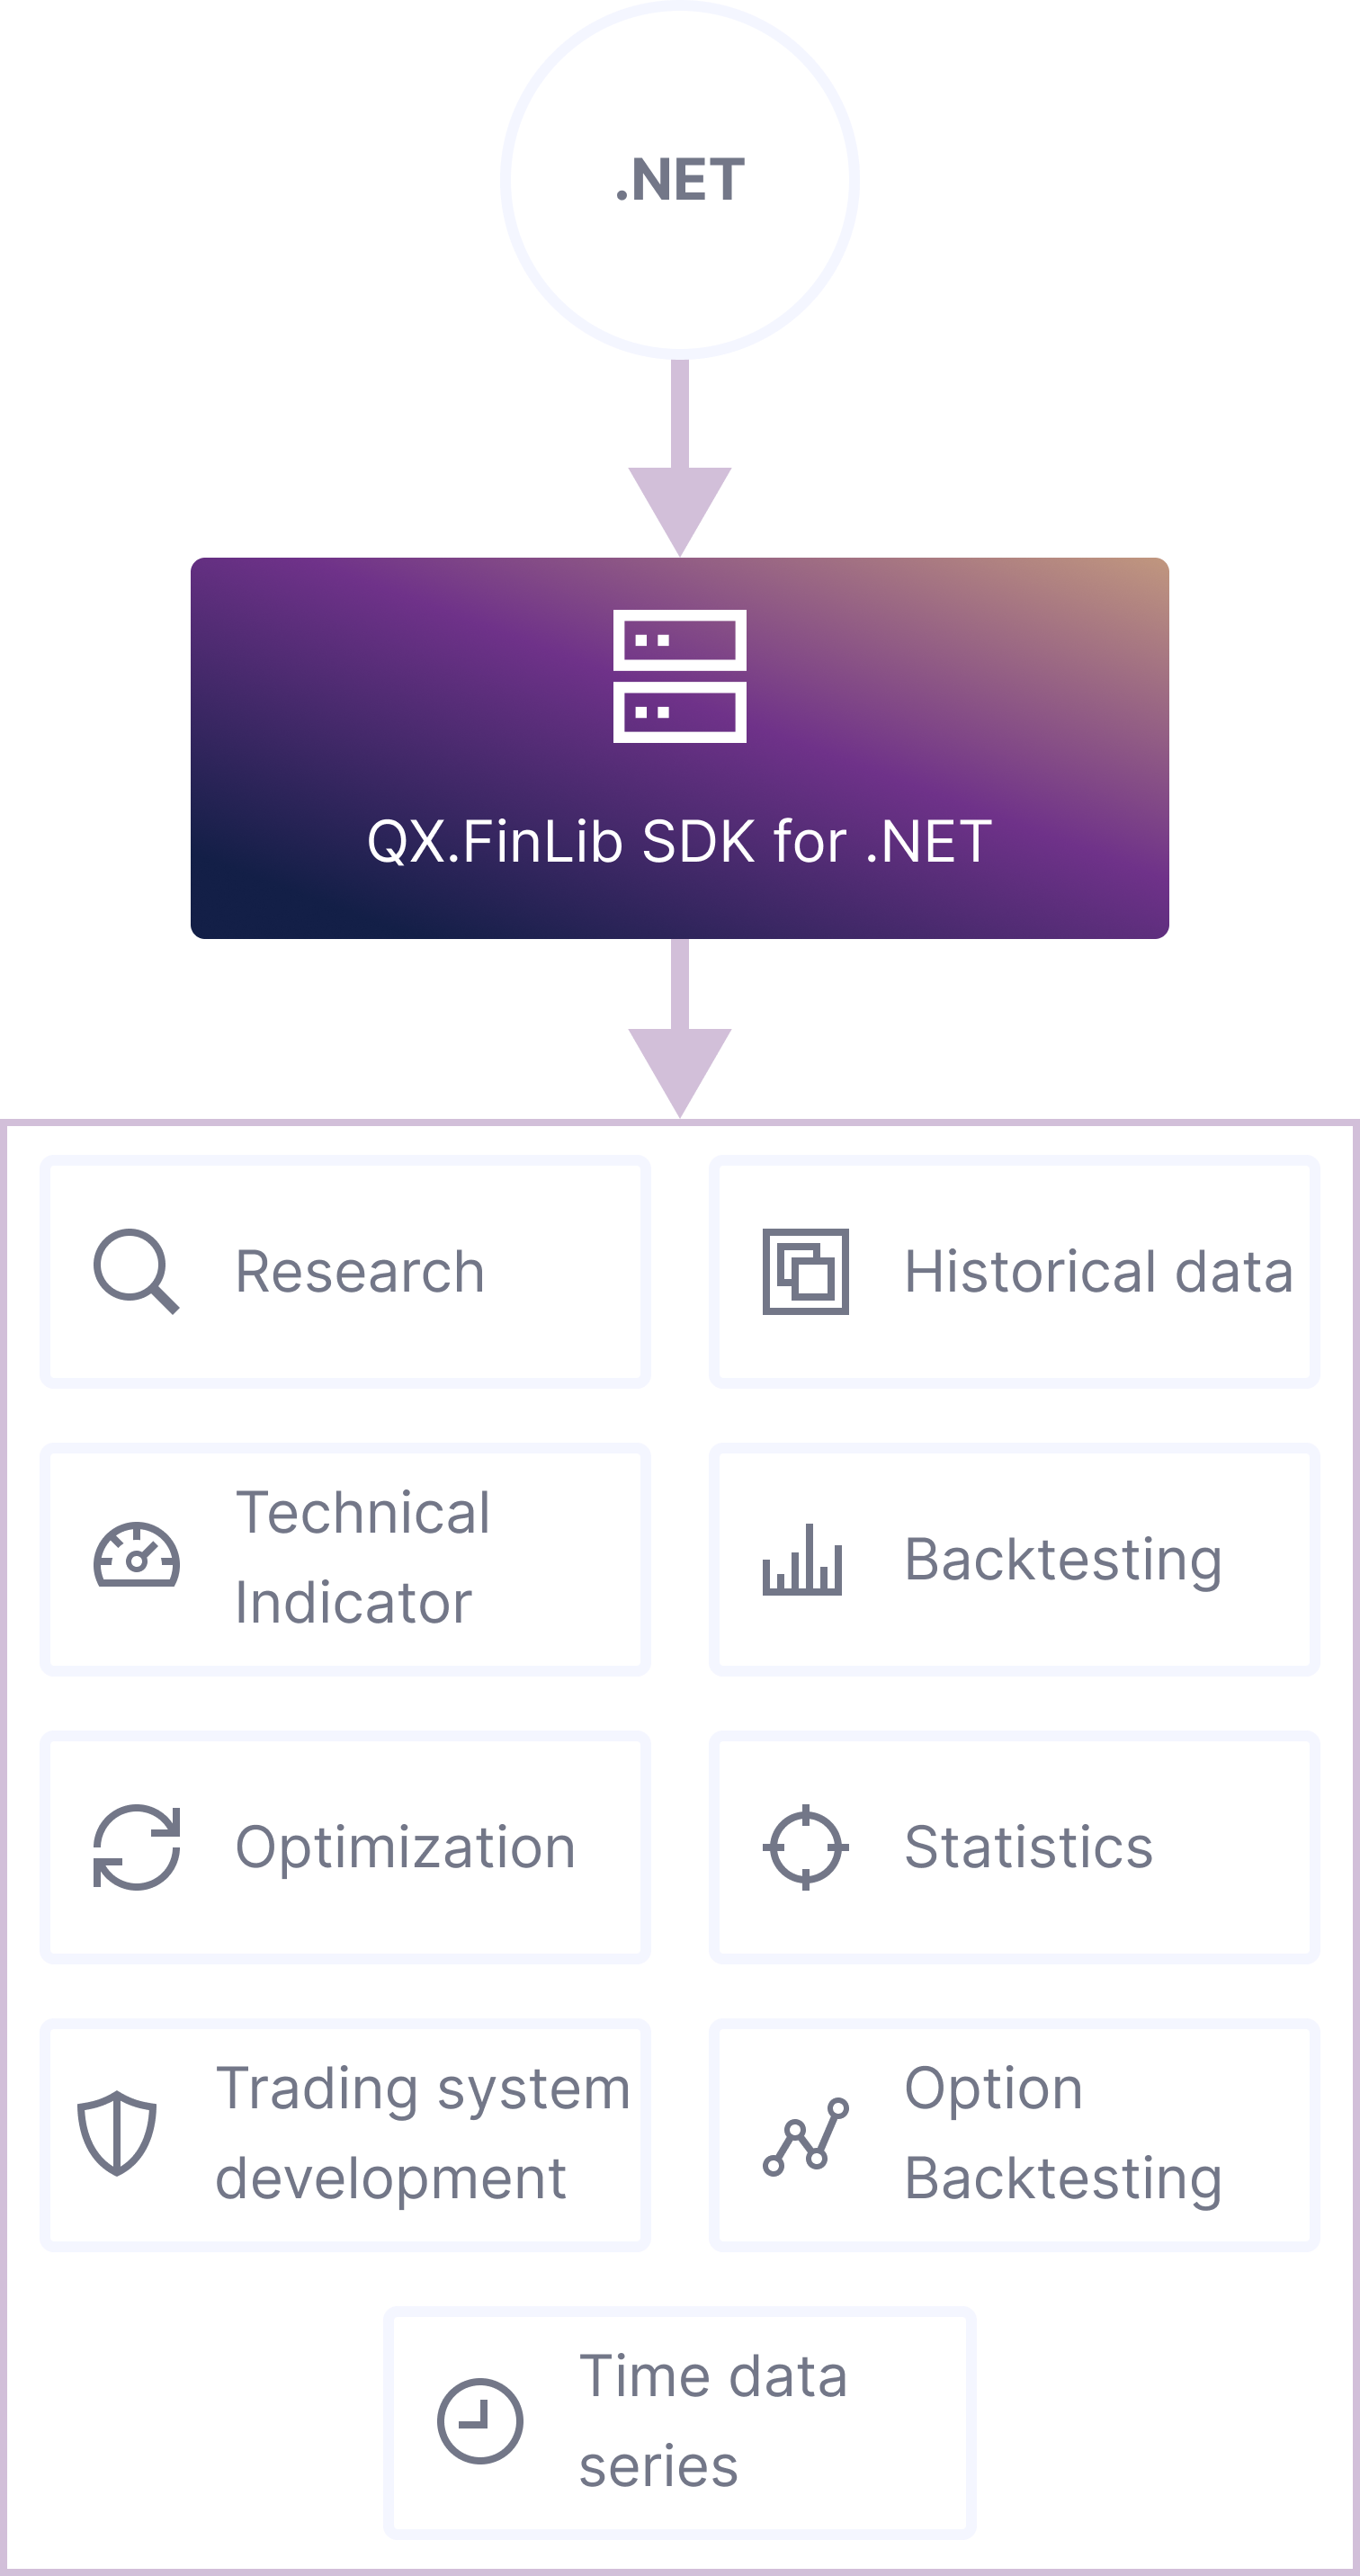 .NET
QX.FinLib SDK for .NET
Research
Historical data
Technical
Indicator
Backtesting
Optimization
Statistics
Trading system
development
Option
Backtesting
Time data
series